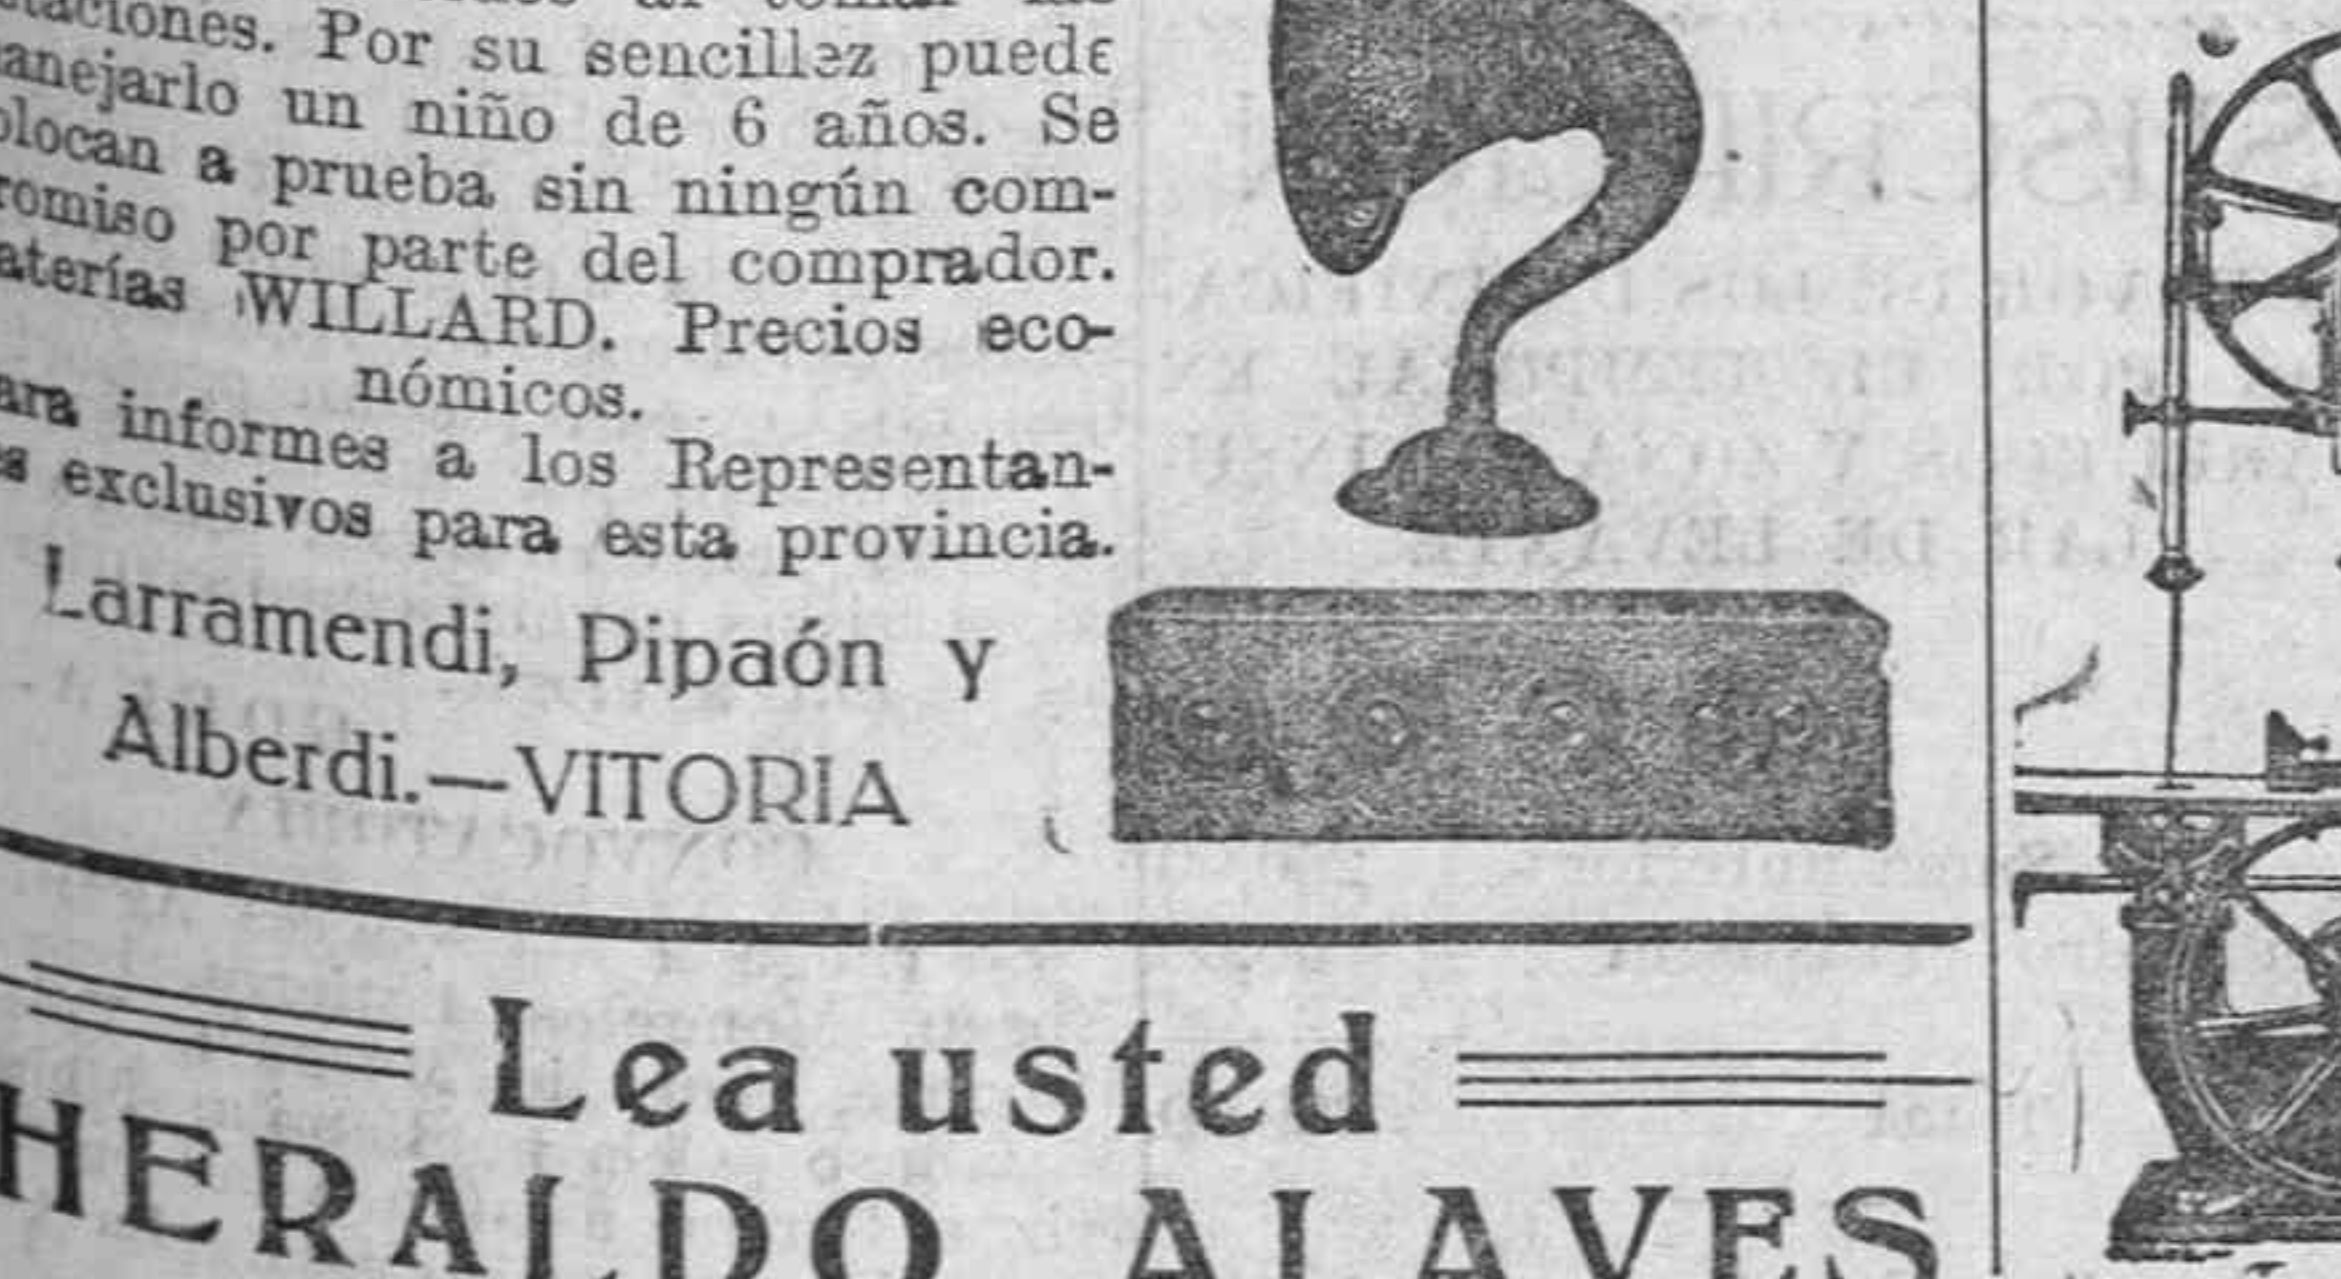 taciones. Por su sencillez puede
anejarlo un niño de 6 años. Se
olocan a prueba sin ningún com-
romiso por parte del comprador.
aterías WILLARD. Precios eco-
nómicos.
ara informes a los Representan-
es exclusivos para esta provincia.
Larramendi, Pipaón y
Alberdi.—VITORIA
Lea usted
HERALDO ALAVES